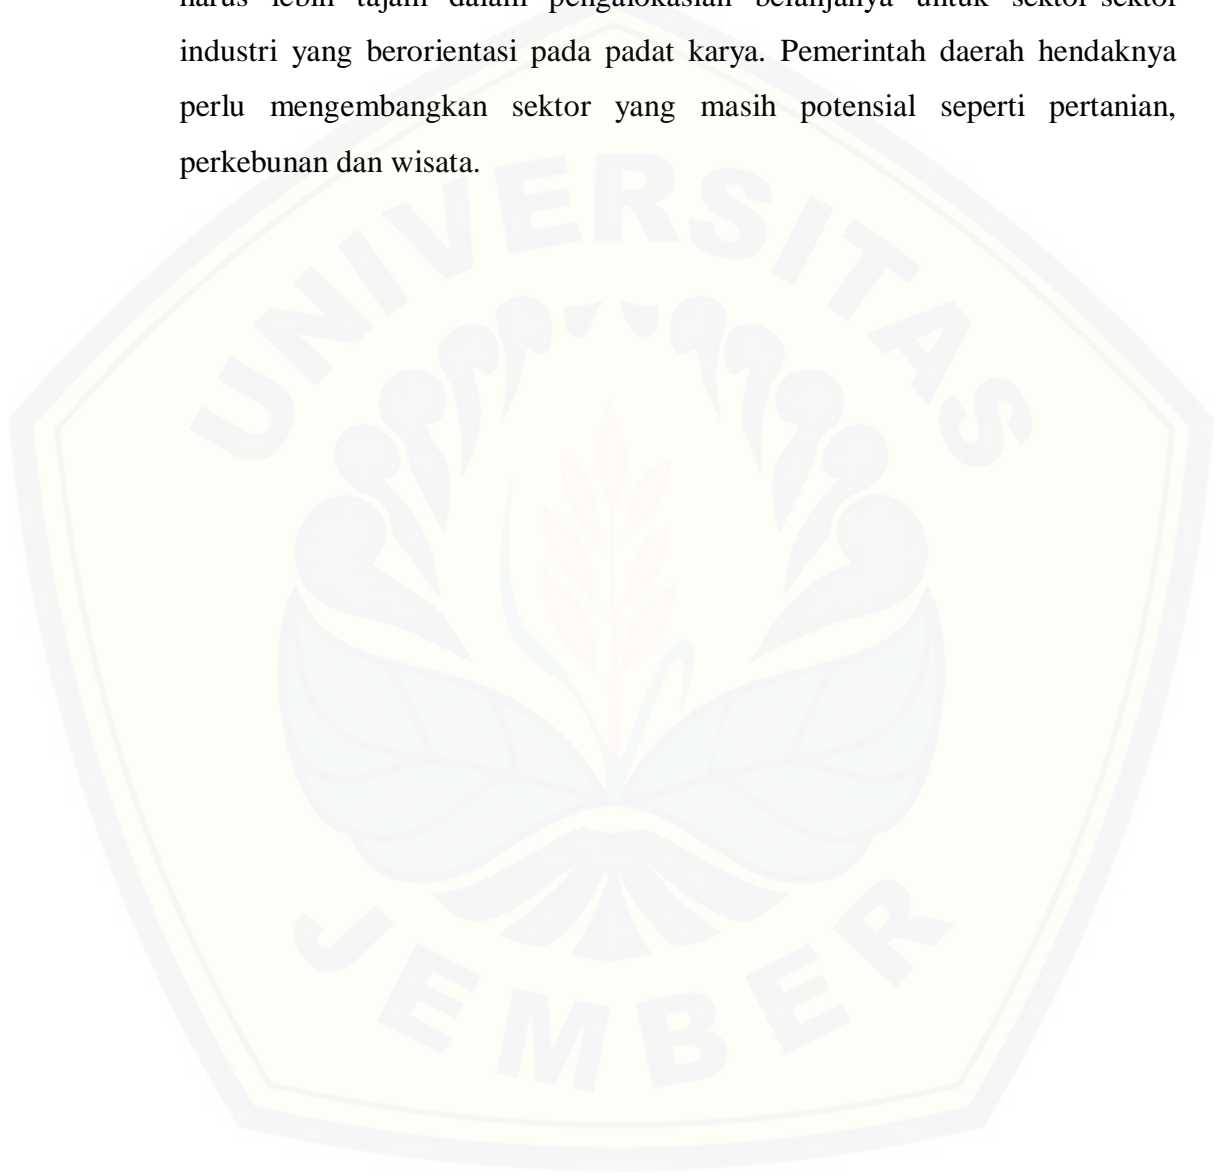 harus lebih tajam dalam pengalokasian belanjanya untuk sektor-sektor
industri yang berorientasi pada padat karya. Pemerintah daerah hendaknya
perlu mengembangkan sektor yang masih potensial seperti pertanian,
perkebunan dan wisata.
UNIVERSITAS
JEMBER